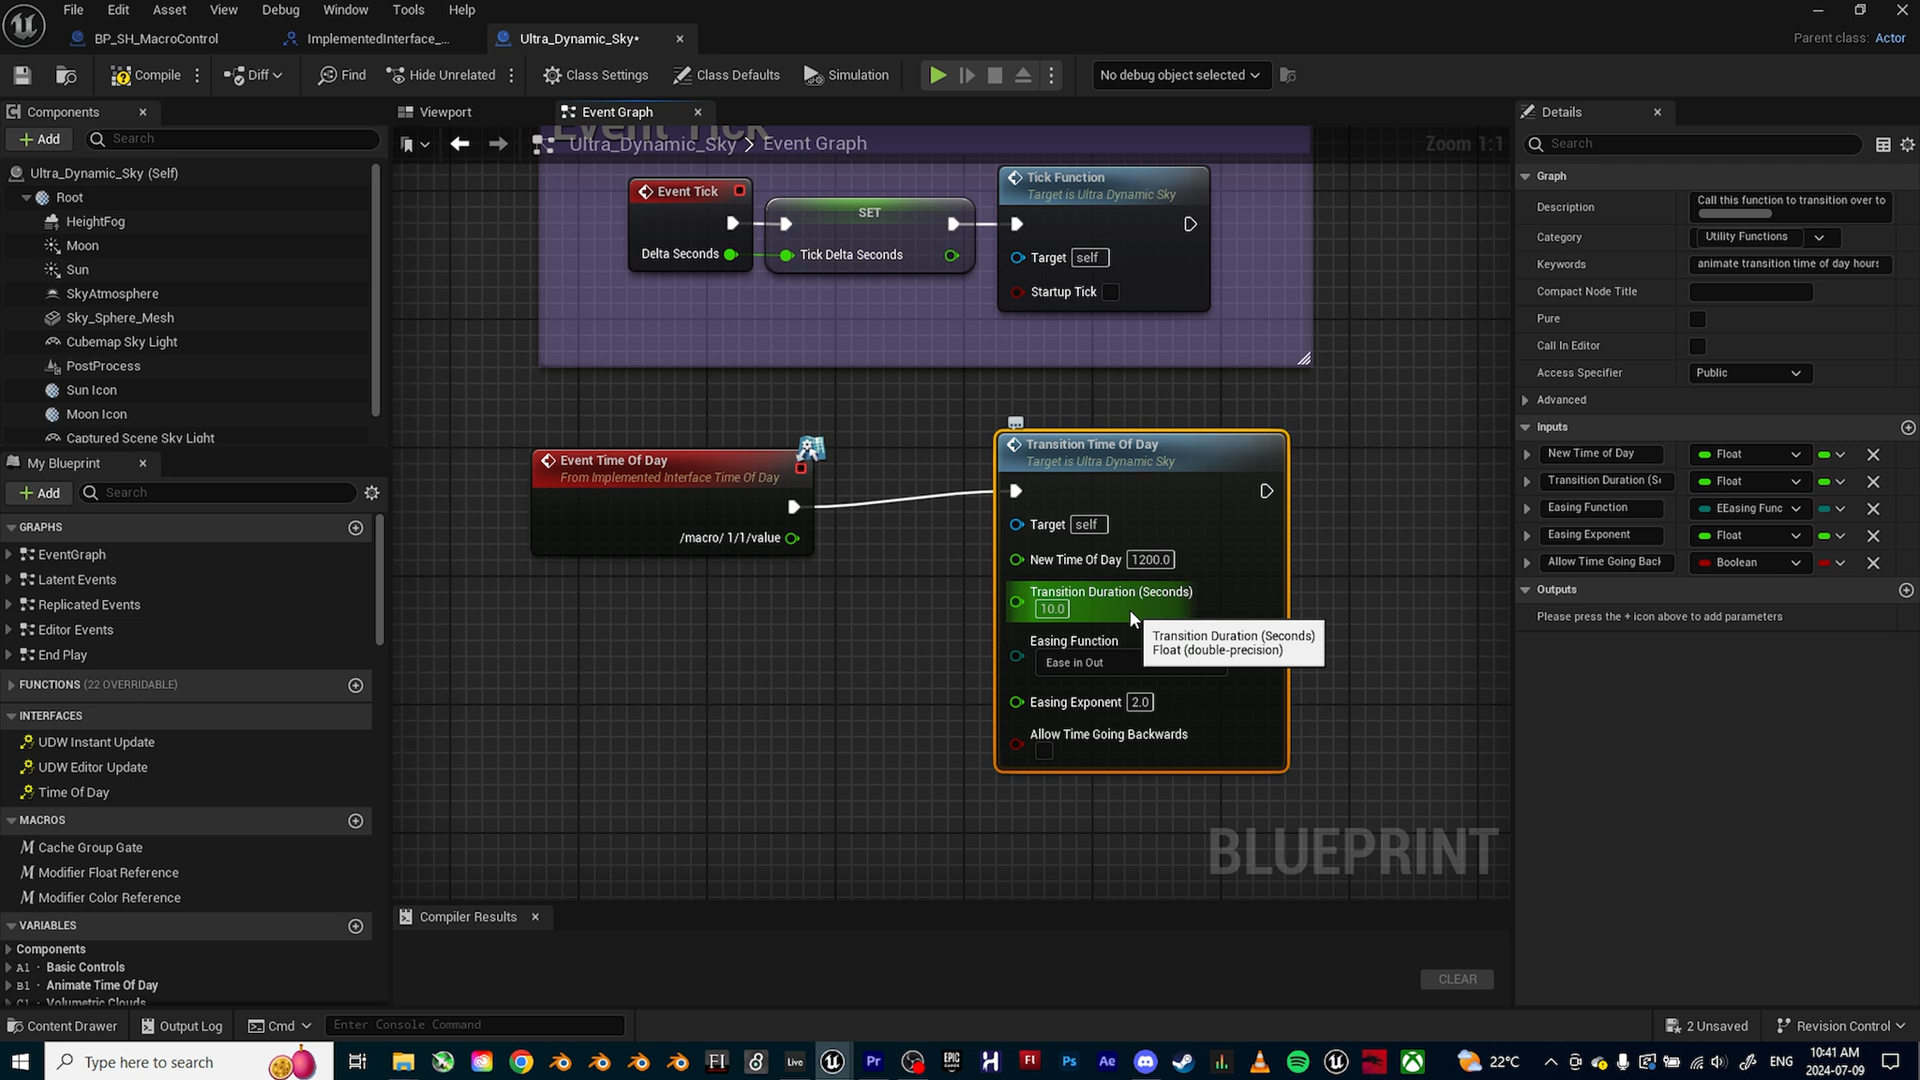 File Edit Asset View Debug Window Tools Help
BP_SH_MacroControl ImplementedInterface_... Ultra_Dynamic_Sky*
Parent class: Actor
Compile Diff Find Hide Unrelated Class Settings Class Defaults Simulation No debug object selected
Components Viewport Event Graph Details
Add Search
Ultra_Dynamic_Sky > Event Graph Zoom 1:1
Event Tick
Search
Ultra_Dynamic_Sky (Self)
Root
HeightFog
Moon
Sun
SkyAtmosphere
Sky_Sphere_Mesh
Cubemap Sky Light
PostProcess
Sun Icon
Moon Icon
Captured Scene Sky Light
My Blueprint
Add Search
GRAPHS
EventGraph
Latent Events
Replicated Events
Editor Events
End Play
FUNCTIONS (22 OVERRIDABLE)
INTERFACES
UDW Instant Update
UDW Editor Update
Time Of Day
MACROS
Cache Group Gate
Modifier Float Reference
Modifier Color Reference
VARIABLES
Components
A1 · Basic Controls
B1 · Animate Time Of Day
C1 · Volumetric Clouds
Event Tick
Delta Seconds
SET
Tick Delta Seconds
Tick Function
Target is Ultra Dynamic Sky
Target self
Startup Tick
Event Time Of Day
From Implemented Interface Time Of Day
/macro/ 1/1/value
Transition Time Of Day
Target is Ultra Dynamic Sky
Target self
New Time Of Day 1200.0
Transition Duration (Seconds)
10.0
Easing Function
Ease in Out
Easing Exponent 2.0
Allow Time Going Backwards
Transition Duration (Seconds)
Float (double-precision)
BLUEPRINT
Compiler Results
CLEAR
Graph
Description Call this function to transition over to
Category Utility Functions
Keywords animate transition time of day hours
Compact Node Title
Pure
Call In Editor
Access Specifier Public
Advanced
Inputs
New Time of Day Float
Transition Duration (Se Float
Easing Function EEasing Func
Easing Exponent Float
Allow Time Going Back Boolean
Outputs
Please press the + icon above to add parameters
Content Drawer Output Log Cmd Enter Console Command 2 Unsaved Revision Control
Type here to search Live Pr EPIC GAMES Fl Ps Ae 22°C ENG 10:41 AM
2024-07-09